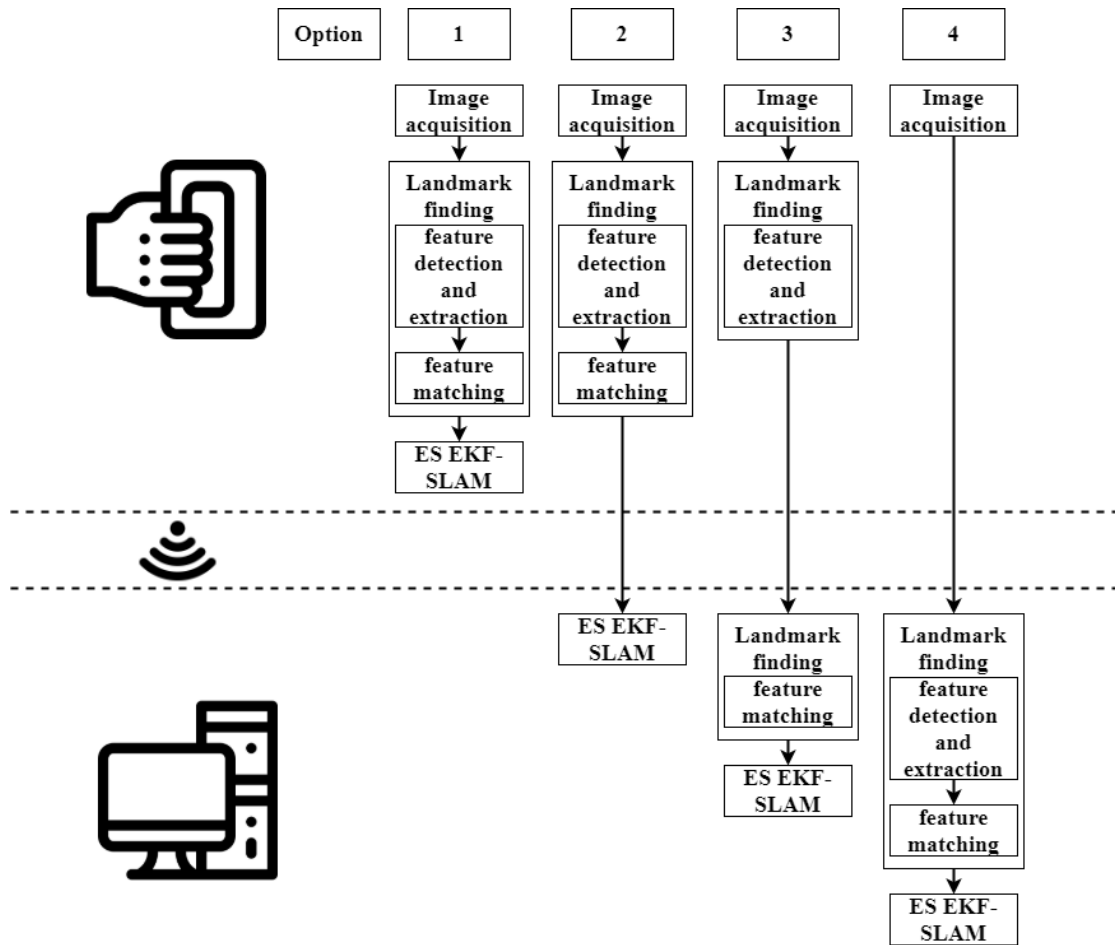 Option
1
2
3
4
Image
acquisition
Landmark
finding
feature
detection
and
extraction
feature
matching
ES EKF-
SLAM
Image
acquisition
Landmark
finding
feature
detection
and
extraction
feature
matching
ES EKF-
SLAM
Image
acquisition
Landmark
finding
feature
detection
and
extraction
Landmark
finding
feature
matching
ES EKF-
SLAM
Image
acquisition
Landmark
finding
feature
detection
and
extraction
feature
matching
ES EKF-
SLAM